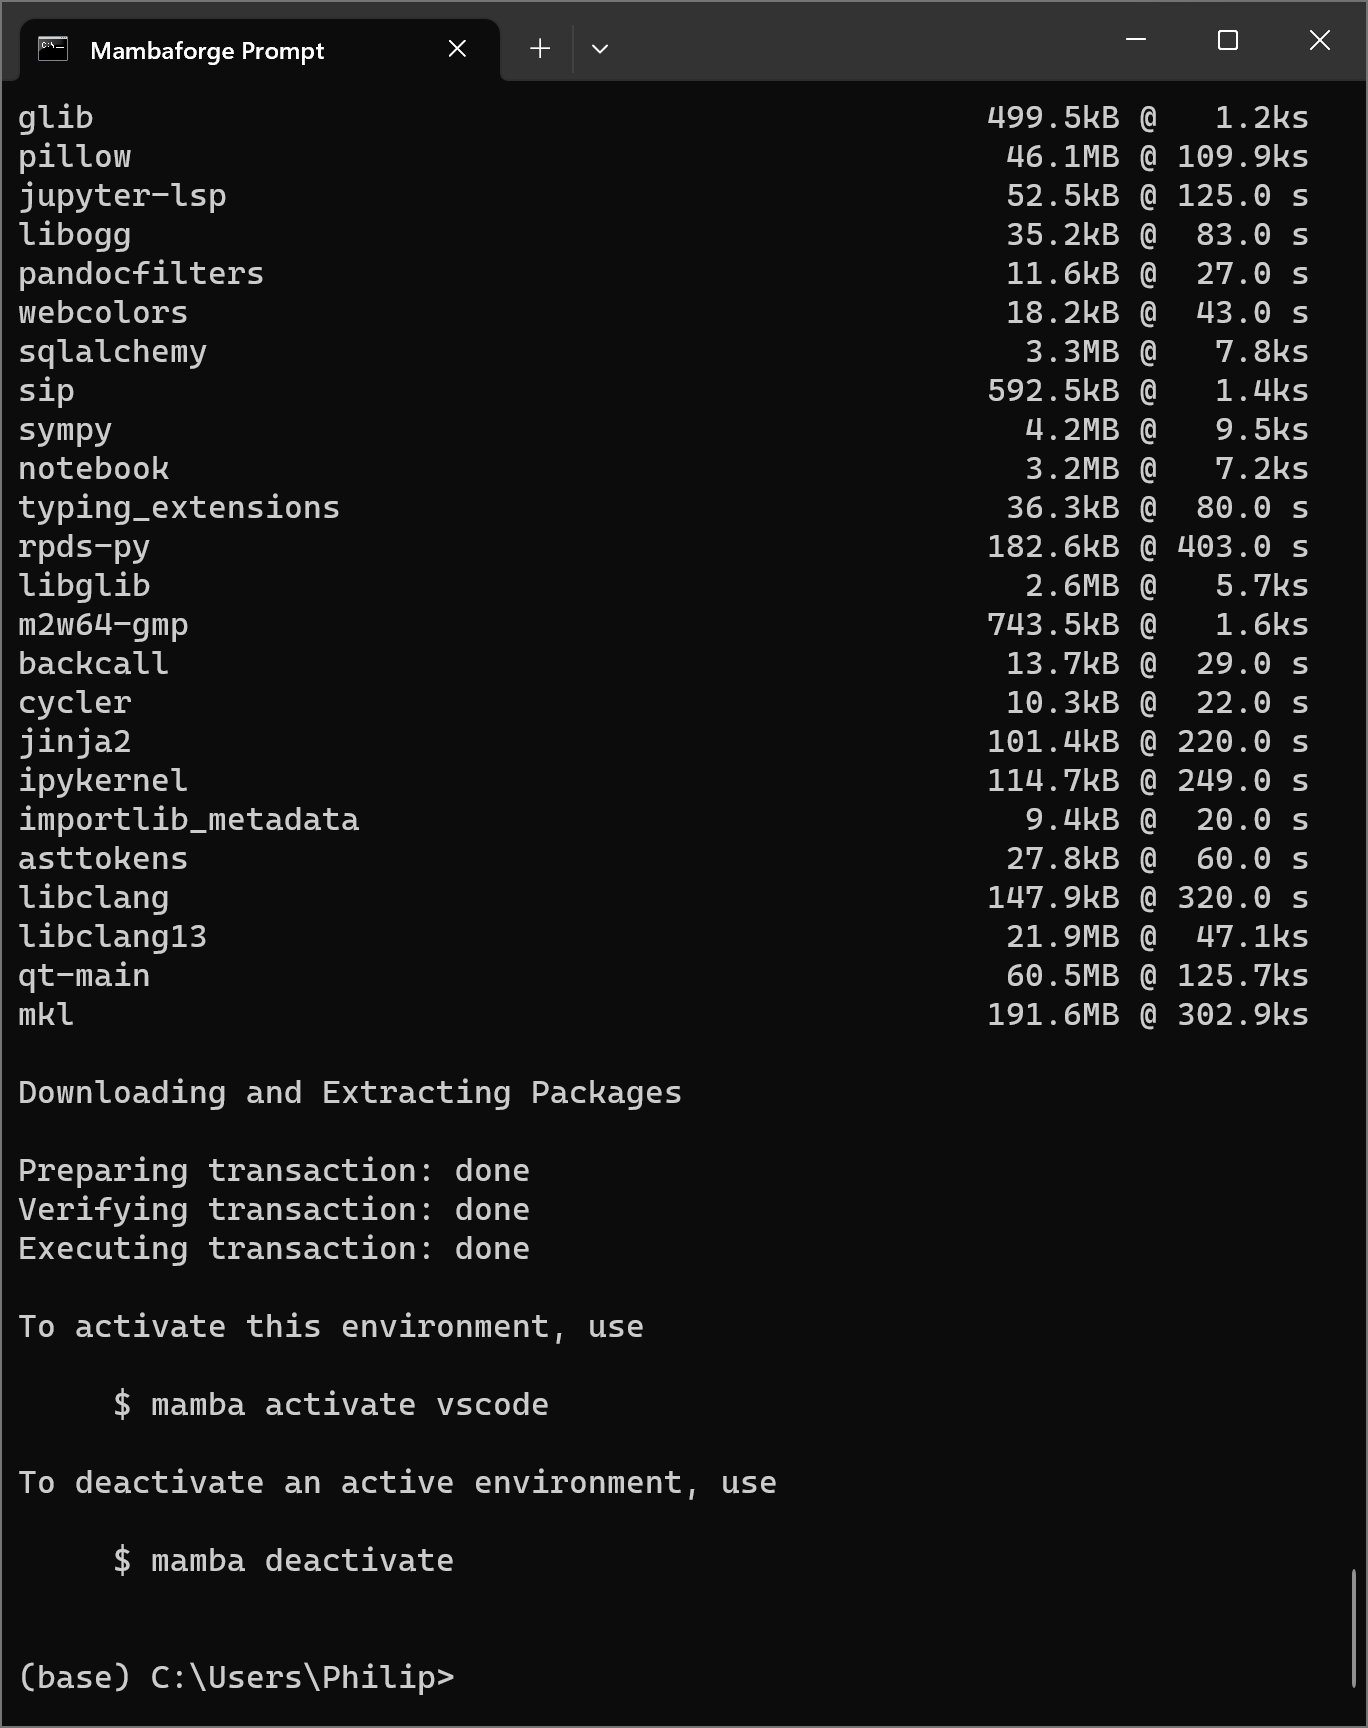 Mambaforge Prompt
glib 499.5kB @ 1.2ks
pillow 46.1MB @ 109.9ks
jupyter-lsp 52.5kB @ 125.0 s
libogg 35.2kB @ 83.0 s
pandocfilters 11.6kB @ 27.0 s
webcolors 18.2kB @ 43.0 s
sqlalchemy 3.3MB @ 7.8ks
sip 592.5kB @ 1.4ks
sympy 4.2MB @ 9.5ks
notebook 3.2MB @ 7.2ks
typing_extensions 36.3kB @ 80.0 s
rpds-py 182.6kB @ 403.0 s
libglib 2.6MB @ 5.7ks
m2w64-gmp 743.5kB @ 1.6ks
backcall 13.7kB @ 29.0 s
cycler 10.3kB @ 22.0 s
jinja2 101.4kB @ 220.0 s
ipykernel 114.7kB @ 249.0 s
importlib_metadata 9.4kB @ 20.0 s
asttokens 27.8kB @ 60.0 s
libclang 147.9kB @ 320.0 s
libclang13 21.9MB @ 47.1ks
qt-main 60.5MB @ 125.7ks
mkl 191.6MB @ 302.9ks
Downloading and Extracting Packages
Preparing transaction: done
Verifying transaction: done
Executing transaction: done
To activate this environment, use
$ mamba activate vscode
To deactivate an active environment, use
$ mamba deactivate
(base) C:\Users\Philip>